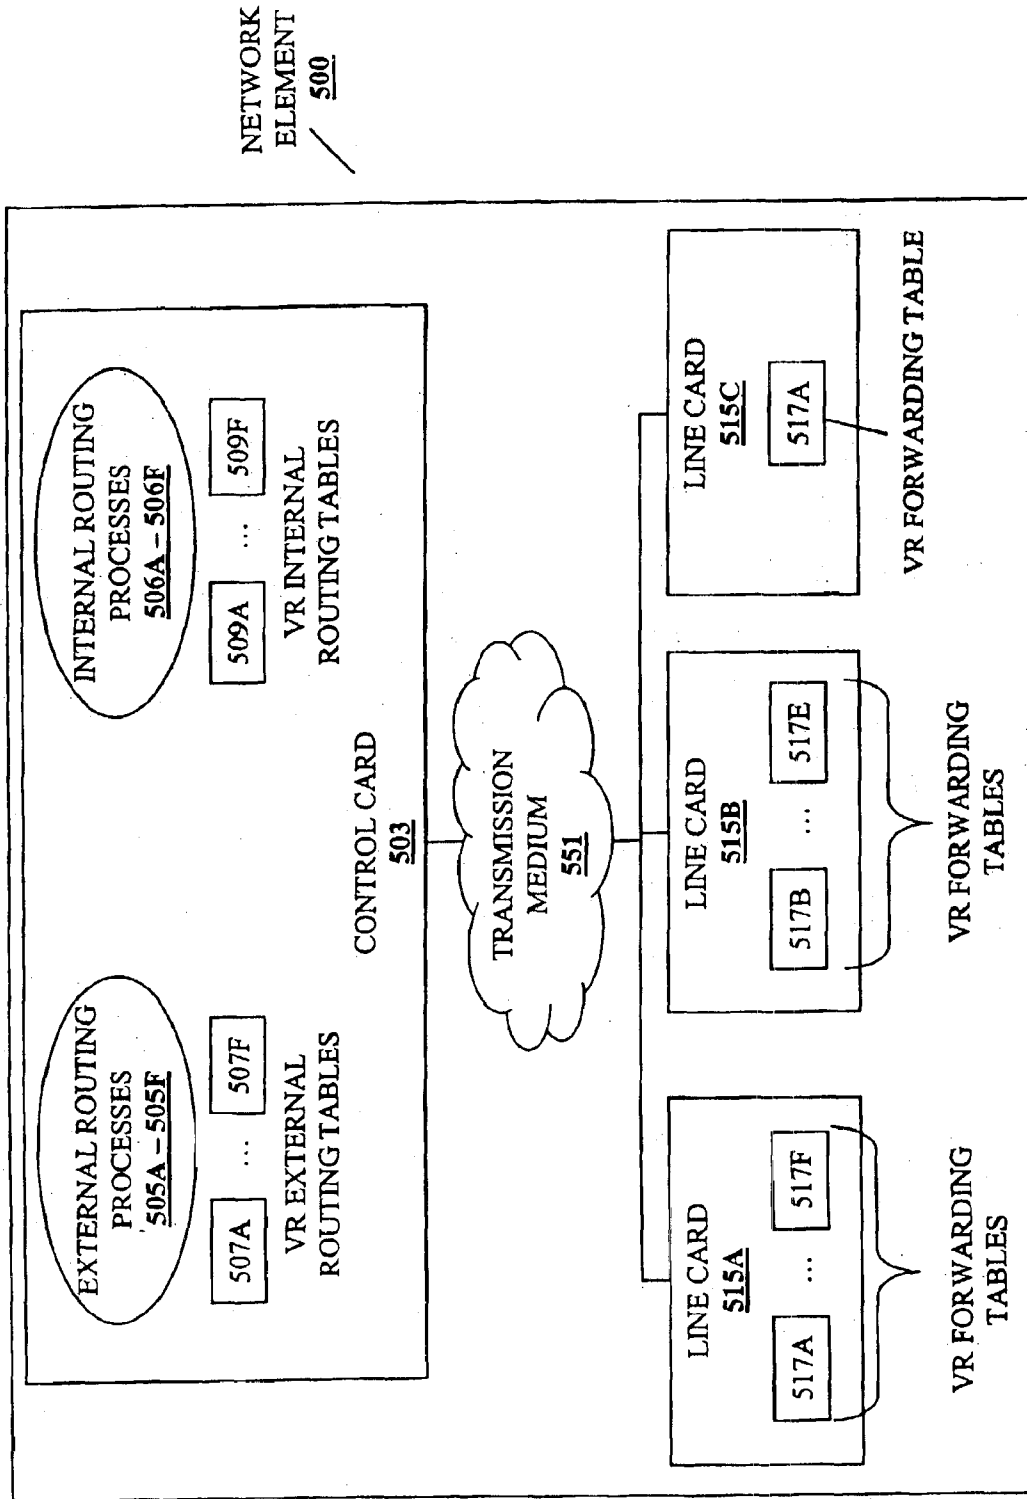 NETWORK
ELEMENT
500
EXTERNAL ROUTING
PROCESSES
505A – 505F
507A
...
507F
VR EXTERNAL
ROUTING TABLES
INTERNAL ROUTING
PROCESSES
506A – 506F
509A
...
509F
VR INTERNAL
ROUTING TABLES
CONTROL CARD
503
TRANSMISSION
MEDIUM
551
LINE CARD
515A
517A
...
517F
VR FORWARDING
TABLES
LINE CARD
515B
517B
...
517E
VR FORWARDING
TABLES
LINE CARD
515C
517A
VR FORWARDING TABLE